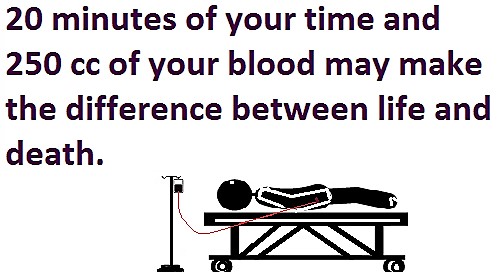 20 minutes of your time and
250 cc of your blood may make
the difference between life and
death.